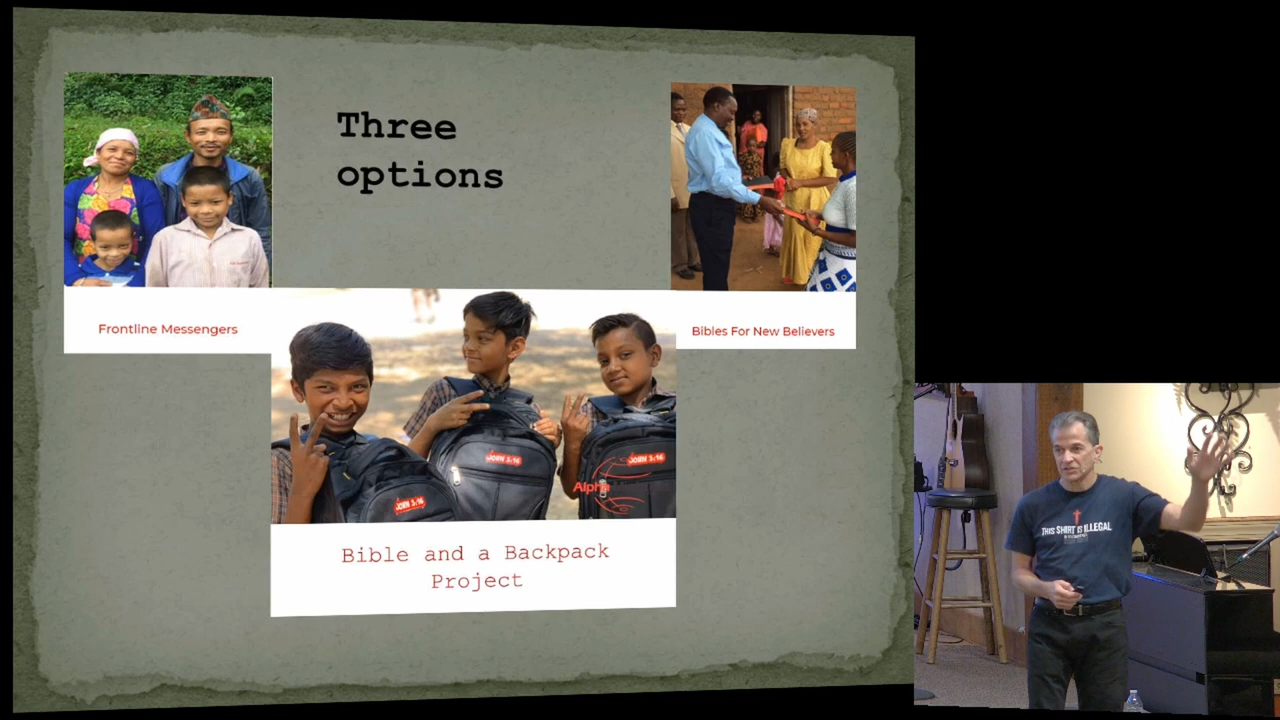 Three
options
Frontline Messengers
Bibles For New Believers
JOHN 3:16
JOHN 3:16
JOHN 3:16
Alpha
Bible and a Backpack
Project
THIS SHIRT IS ILLEGAL